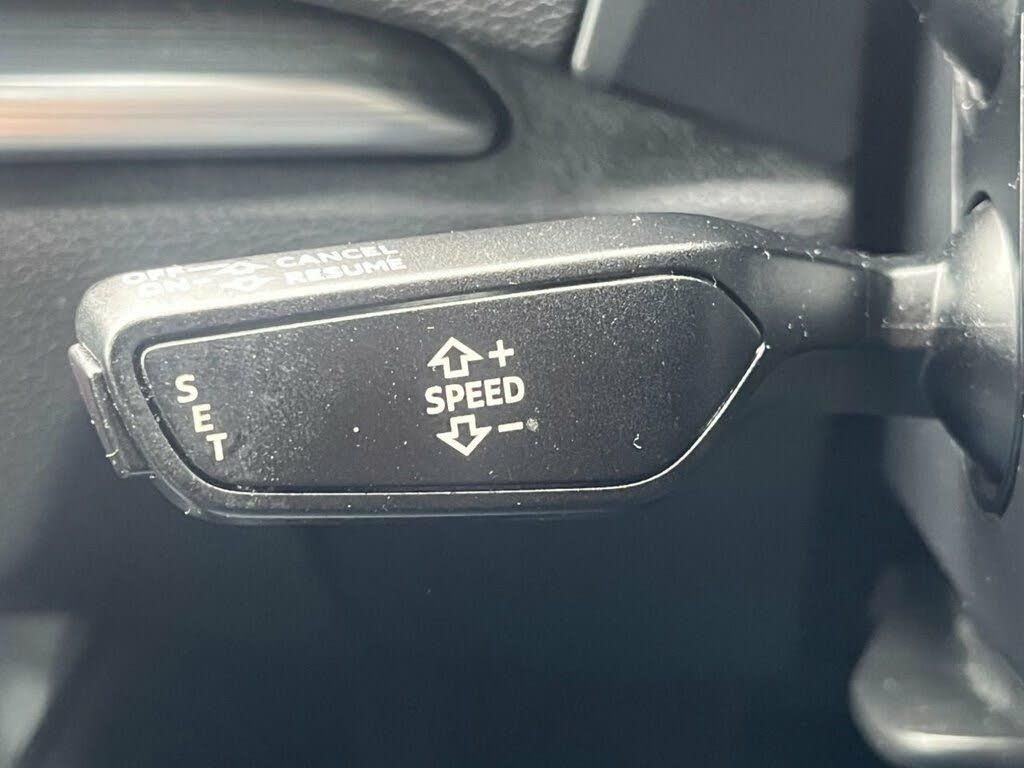 OFF CANCEL
ON RESUME
SET
+
SPEED
-